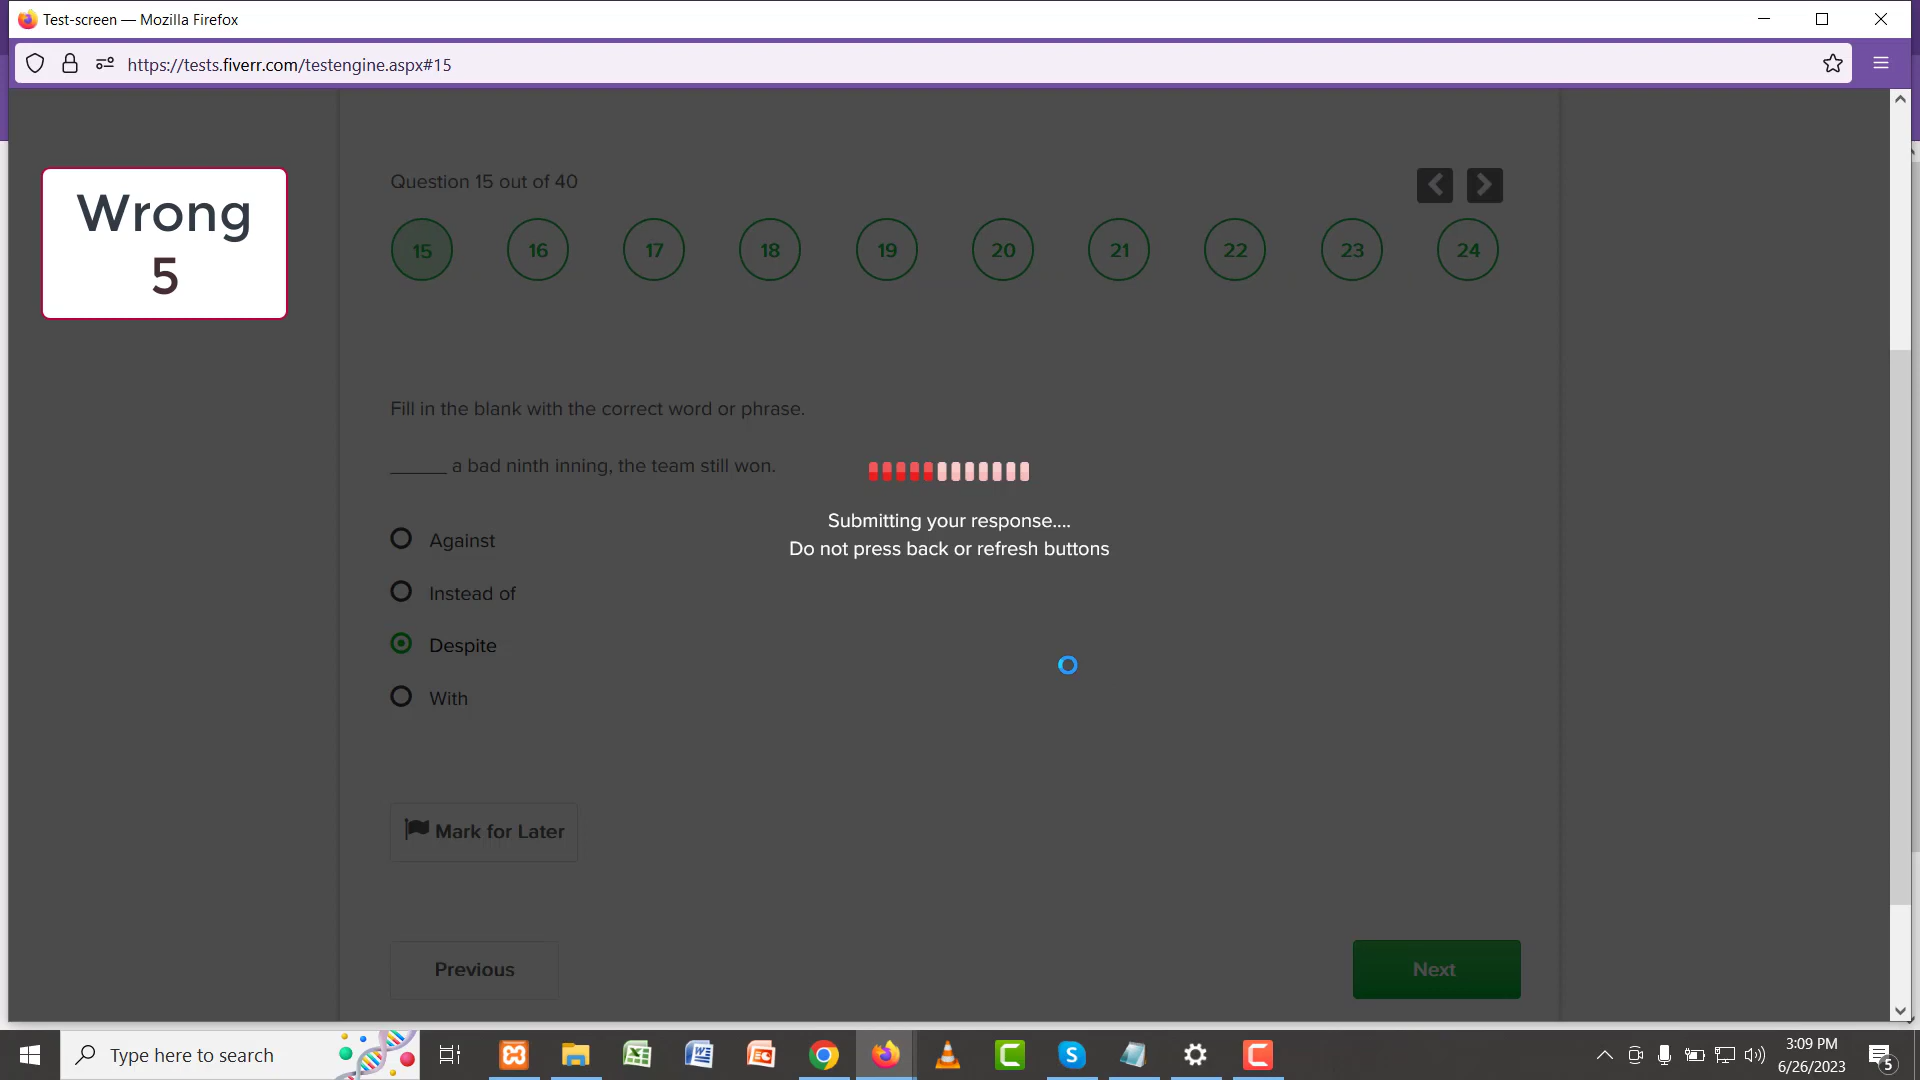 Test-screen — Mozilla Firefox
https://tests.fiverr.com/testengine.aspx#15
Wrong
5
Question 15 out of 40
15 16 17 18 19 20 21 22 23 24
Fill in the blank with the correct word or phrase.
______ a bad ninth inning, the team still won.
Submitting your response....
Do not press back or refresh buttons
Against
Instead of
Despite
With
Mark for Later
Previous
Next
Type here to search
3:09 PM
6/26/2023
5